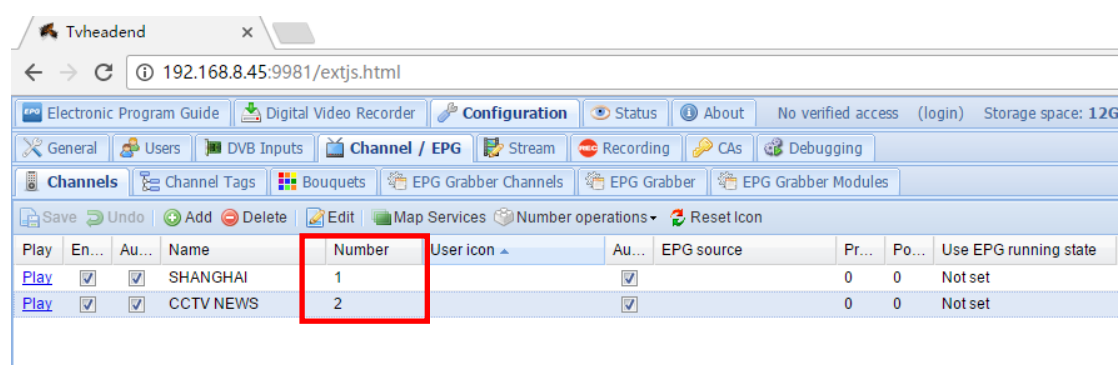 Tvheadend
192.168.8.45:9981/extjs.html
EPG Electronic Program Guide Digital Video Recorder Configuration Status About No verified access (login) Storage space: 12G
General Users DVB Inputs Channel / EPG Stream REC Recording CAs Debugging
Channels Channel Tags Bouquets EPG Grabber Channels EPG Grabber EPG Grabber Modules
Save Undo Add Delete Edit Map Services Number operations Reset Icon
Play En... Au... Name Number User icon Au... EPG source Pr... Po... Use EPG running state
Play SHANGHAI 1 0 0 Not set
Play CCTV NEWS 2 0 0 Not set